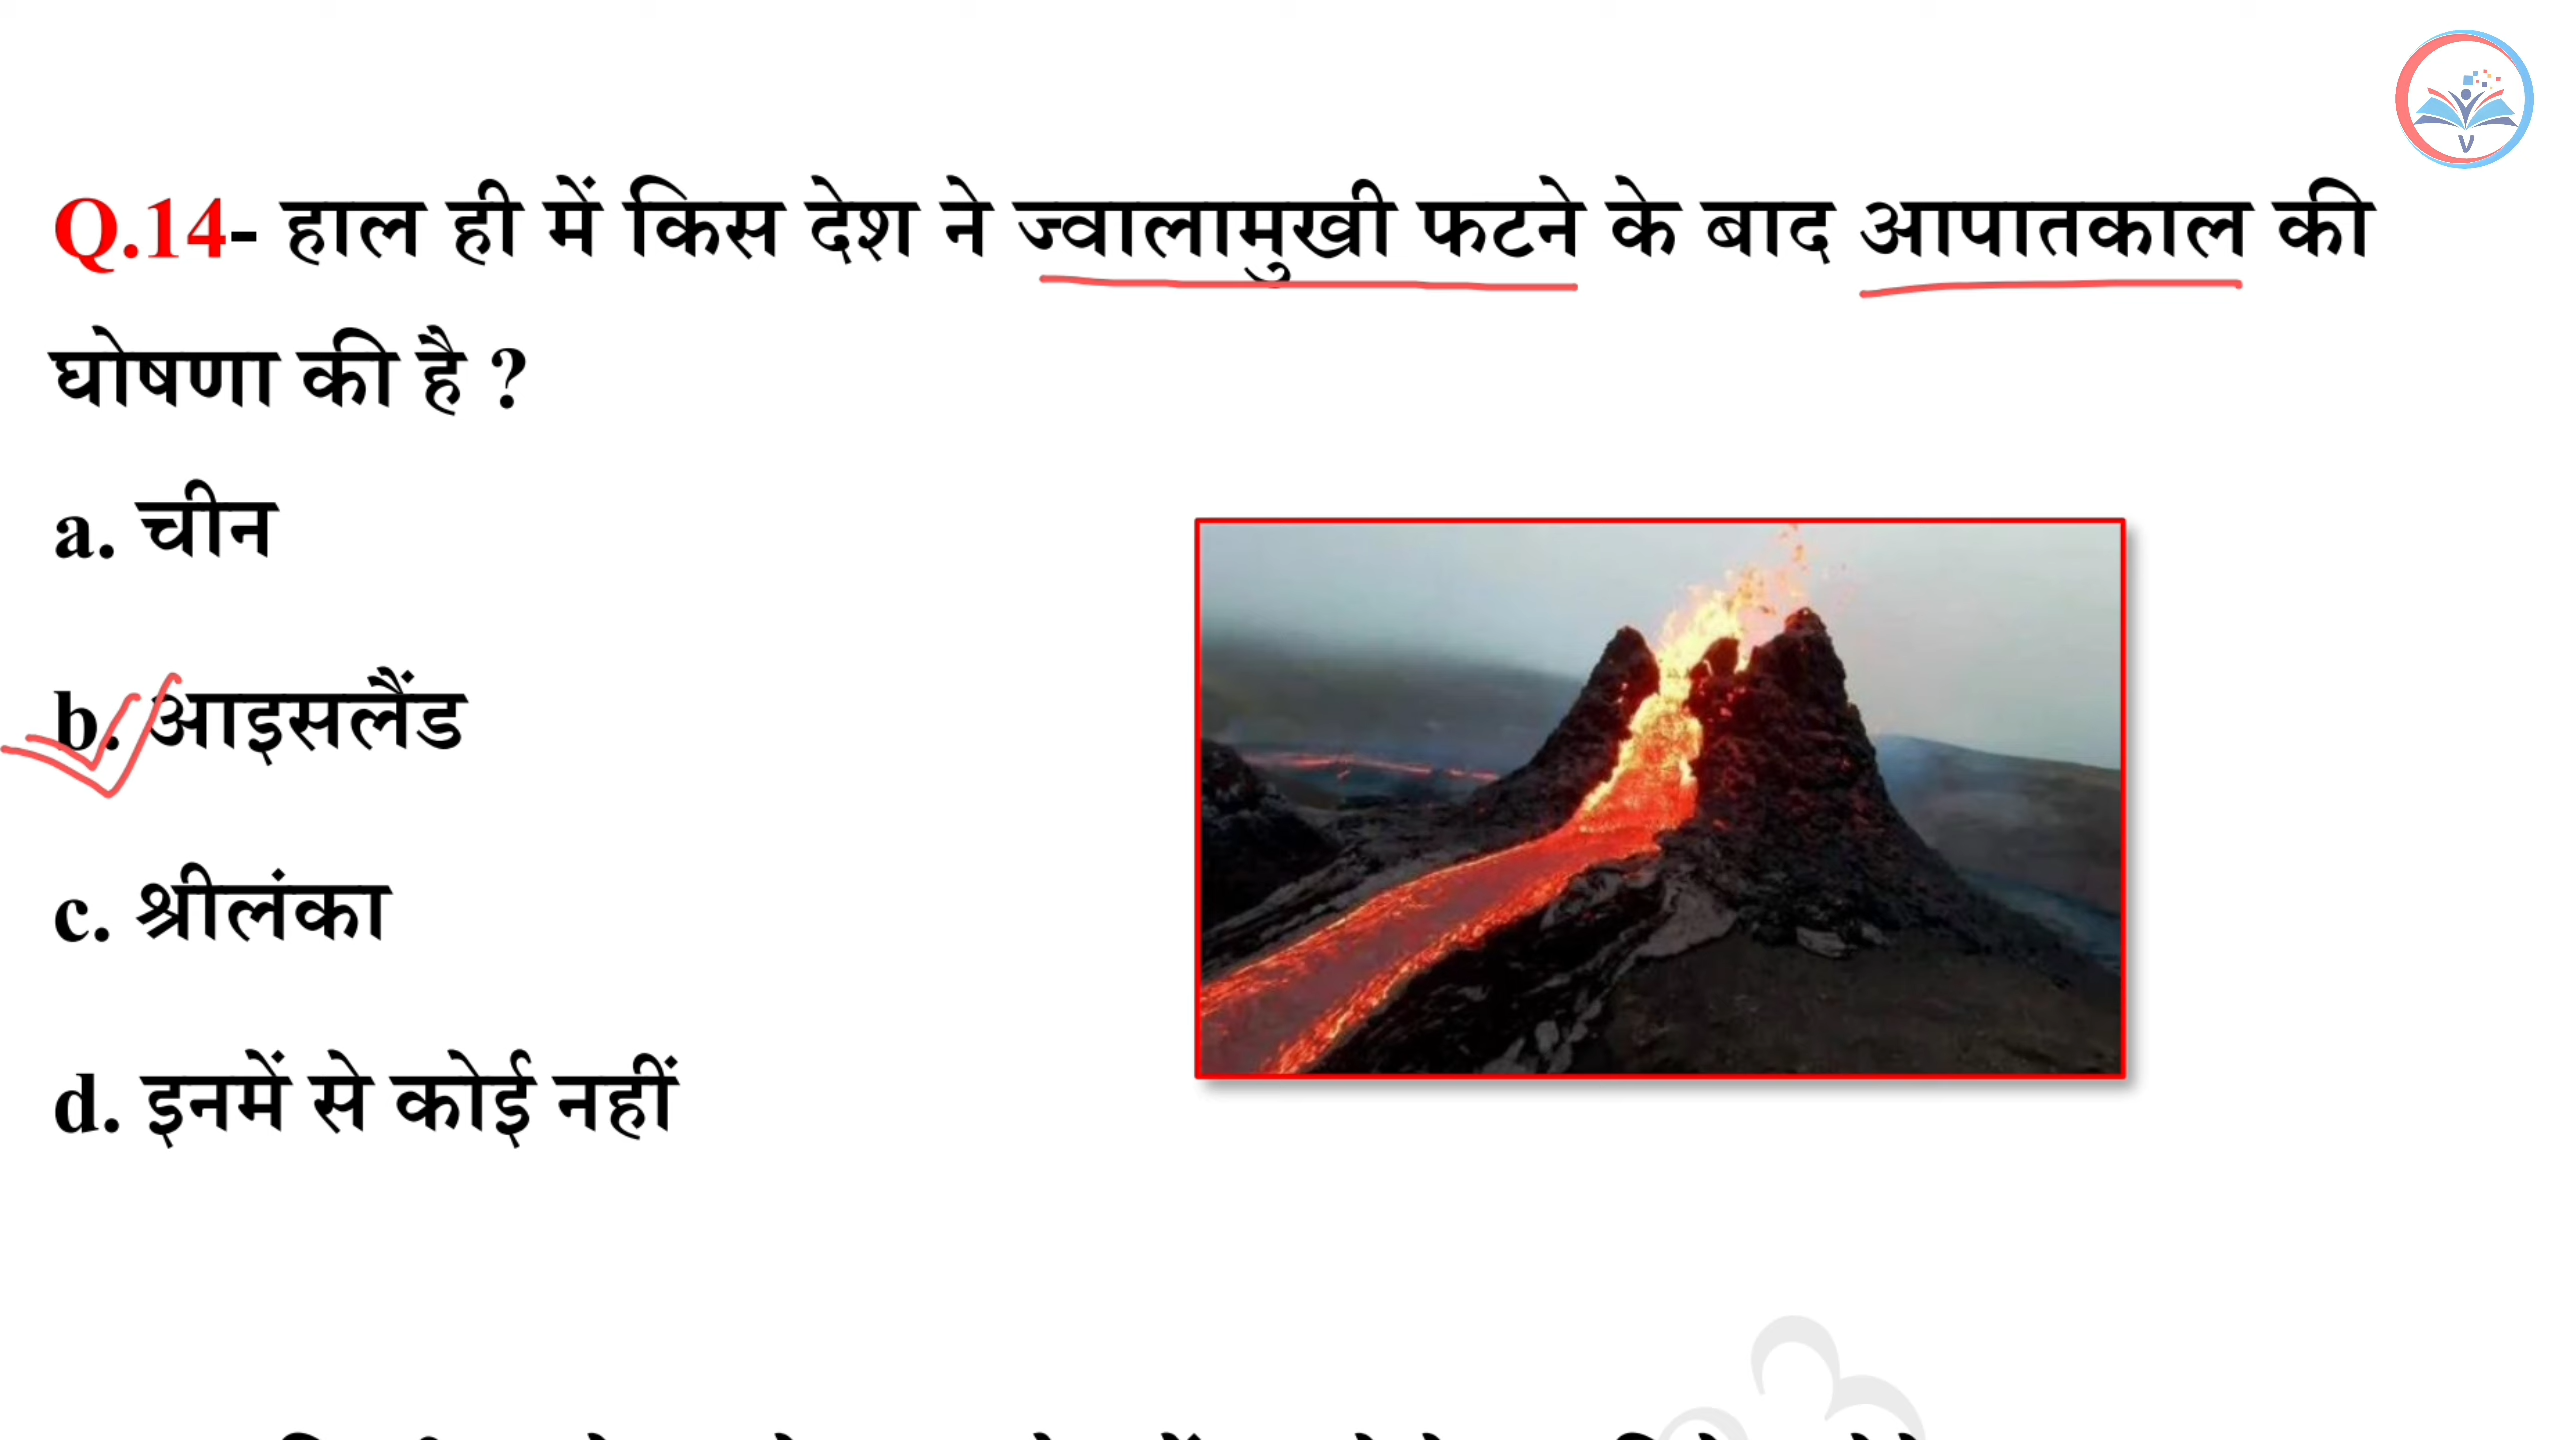 Q.14- हाल ही में किस देश ने ज्वालामुखी फटने के बाद आपातकाल की
घोषणा की है ?
a. चीन
b. आइसलैंड
c. श्रीलंका
d. इनमें से कोई नहीं